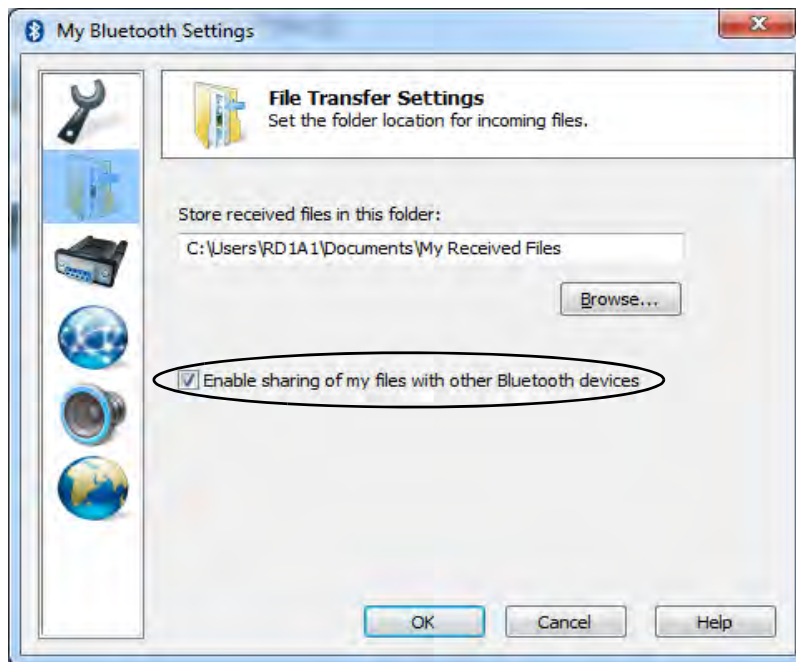 My Bluetooth Settings
File Transfer Settings
Set the folder location for incoming files.
Store received files in this folder:
C:\Users\RD1A1\Documents\My Received Files
Browse...
Enable sharing of my files with other Bluetooth devices
OK Cancel Help